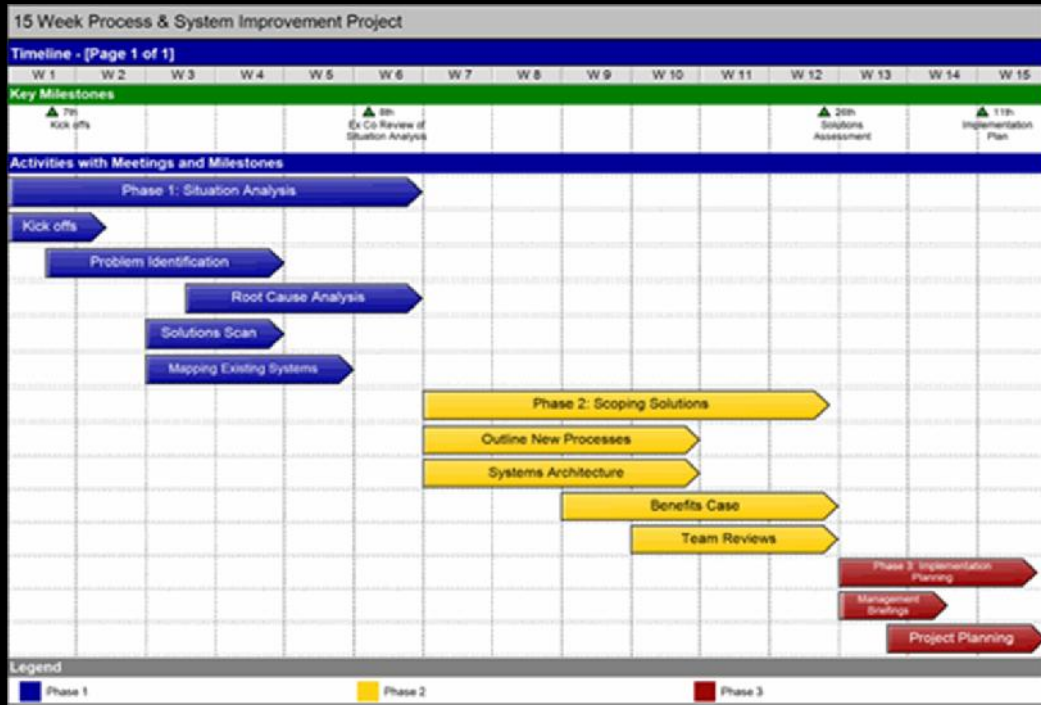 15 Week Process & System Improvement Project
Timeline - [Page 1 of 1]
W 1 W 2 W 3 W 4 W 5 W 6 W 7 W 8 W 9 W 10 W 11 W 12 W 13 W 14 W 15
Key Milestones
7th
Kick offs
8th
Ex Co Review of
Situation Analysis
26th
Solutions
Assessment
11th
Implementation
Plan
Activities with Meetings and Milestones
Phase 1: Situation Analysis
Kick offs
Problem Identification
Root Cause Analysis
Solutions Scan
Mapping Existing Systems
Phase 2: Scoping Solutions
Outline New Processes
Systems Architecture
Benefits Case
Team Reviews
Phase 3: Implementation
Planning
Management
Briefings
Project Planning
Legend
Phase 1 Phase 2 Phase 3